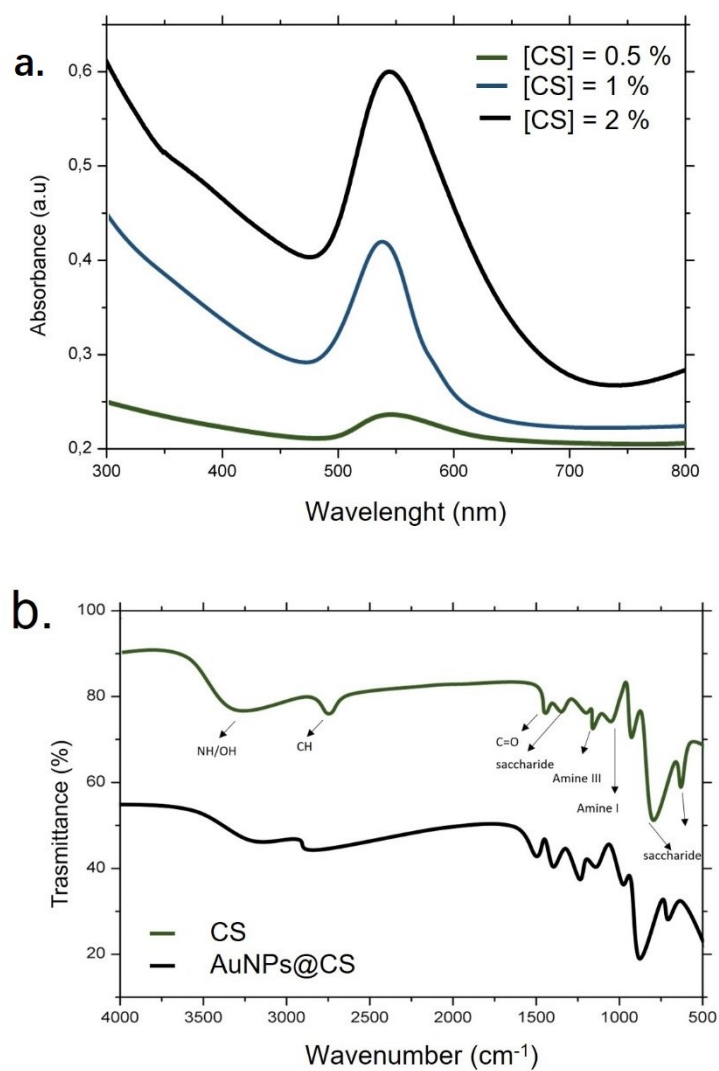 a.
[CS] = 0.5 %
[CS] = 1 %
[CS] = 2 %
0,6
0,5
0,4
0,3
0,2
Absorbance (a.u)
300 400 500 600 700 800
Wavelenght (nm)
b.
100
80
60
40
20
Trasmittance (%)
NH/OH
CH
C=O
saccharide
Amine III
Amine I
saccharide
CS
AuNPs@CS
4000 3500 3000 2500 2000 1500 1000 500
Wavenumber (cm-1)